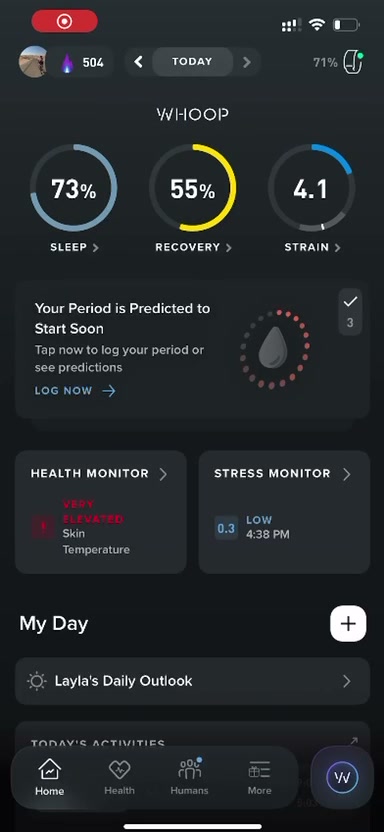 504
TODAY
71%
WHOOP
73%
55%
4.1
SLEEP
RECOVERY
STRAIN
Your Period is Predicted to
Start Soon
Tap now to log your period or
see predictions
LOG NOW
3
HEALTH MONITOR
VERY
ELEVATED
!
Skin
Temperature
STRESS MONITOR
0.3
LOW
4:38 PM
My Day
Layla's Daily Outlook
TODAY'S ACTIVITIES
Home
Health
Humans
More
W